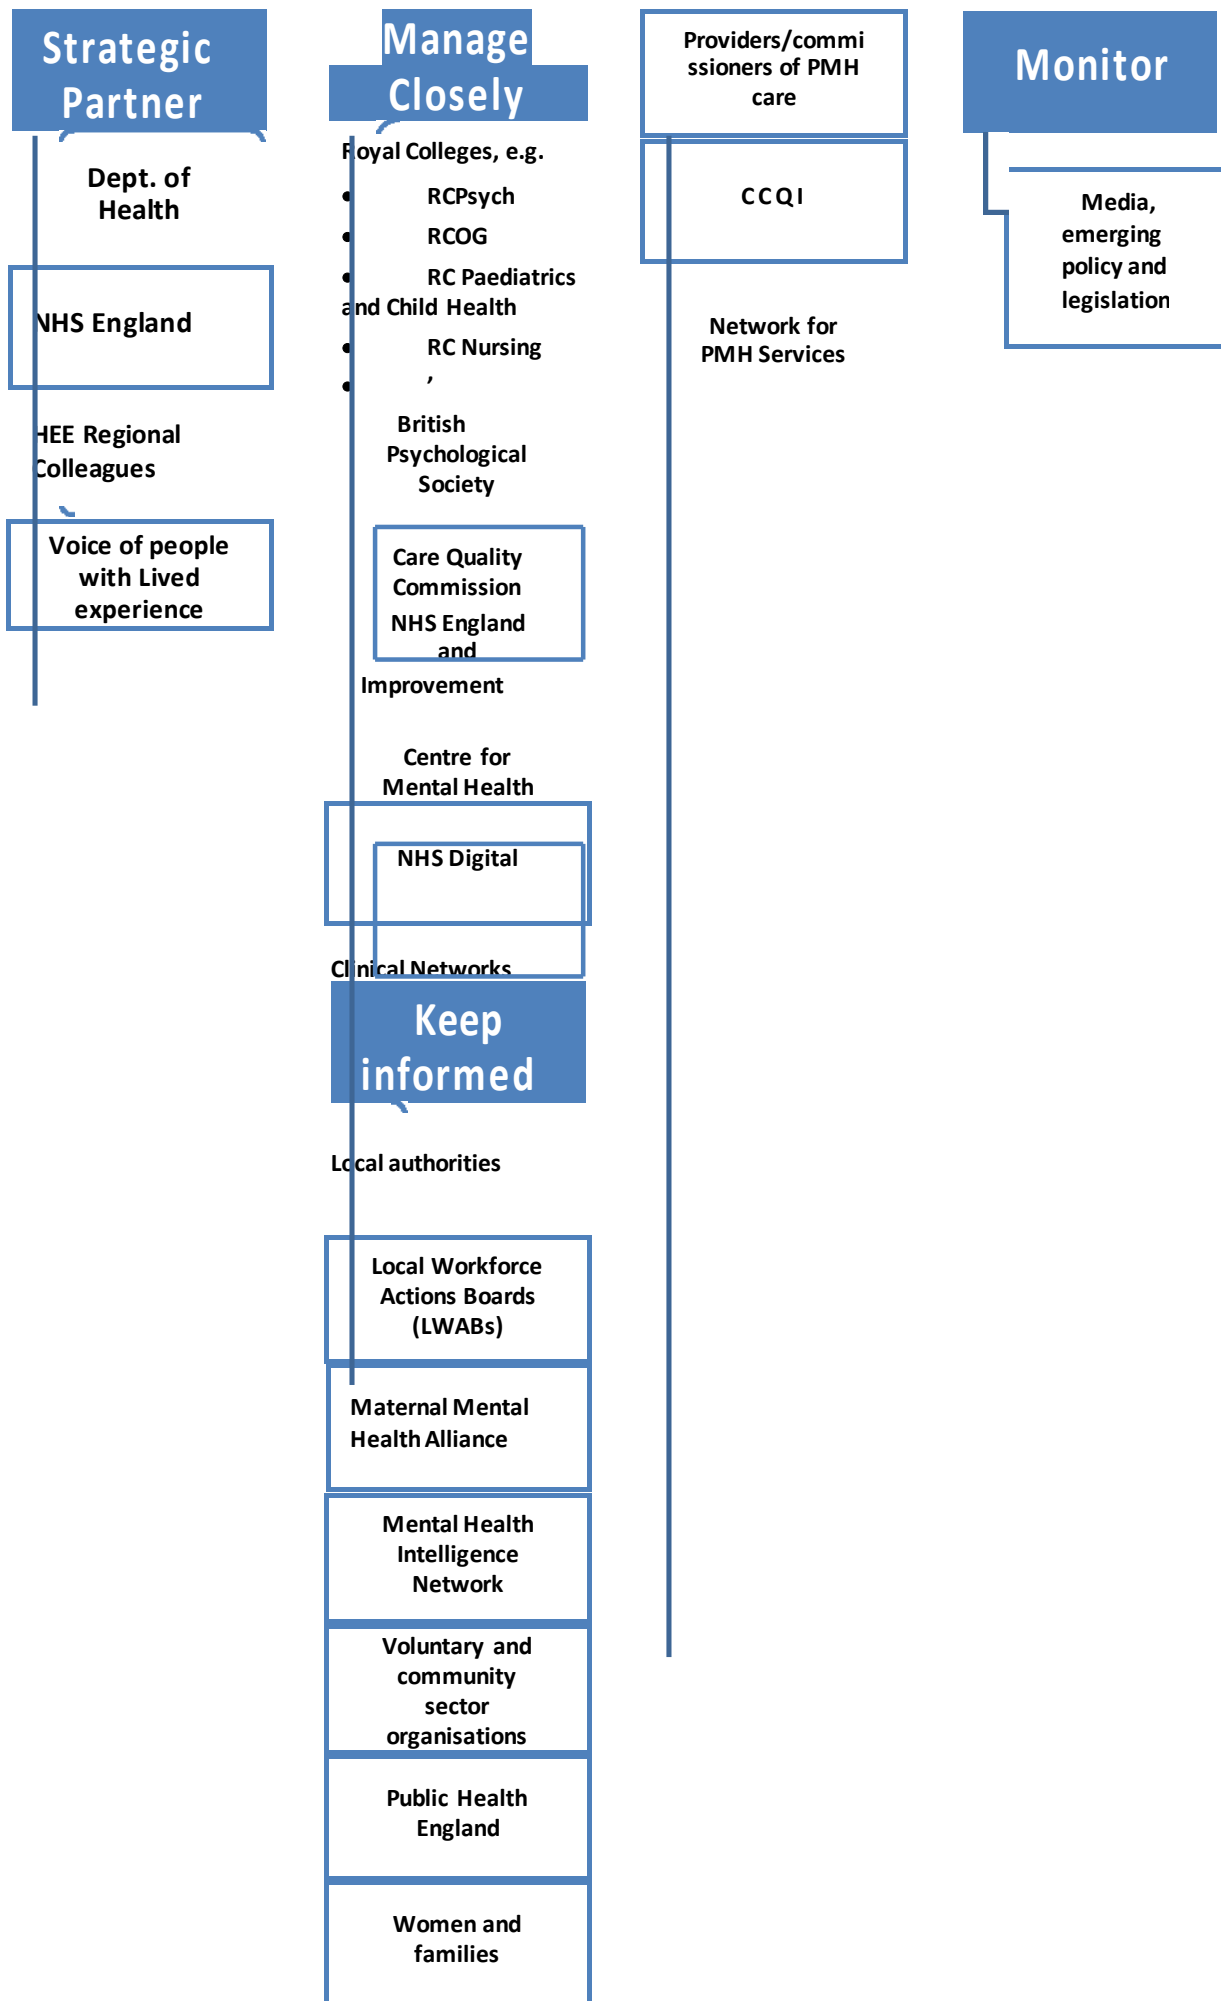 Strategic
Partner
Dept. of
Health
NHS England
HEE Regional
Colleagues
Voice of people
with Lived
experience
Manage
Closely
Royal Colleges, e.g.
• RCPsych
• RCOG
• RC Paediatrics
and Child Health
• RC Nursing
• ,
British
Psychological
Society
Care Quality
Commission
NHS England
and
Improvement
Centre for
Mental Health
NHS Digital
Clinical Networks
Keep
informed
Local authorities
Local Workforce
Actions Boards
(LWABs)
Maternal Mental
Health Alliance
Mental Health
Intelligence
Network
Voluntary and
community
sector
organisations
Public Health
England
Women and
families
Providers/commi
ssioners of PMH
care
CCQI
Network for
PMH Services
Monitor
Media,
emerging
policy and
legislation